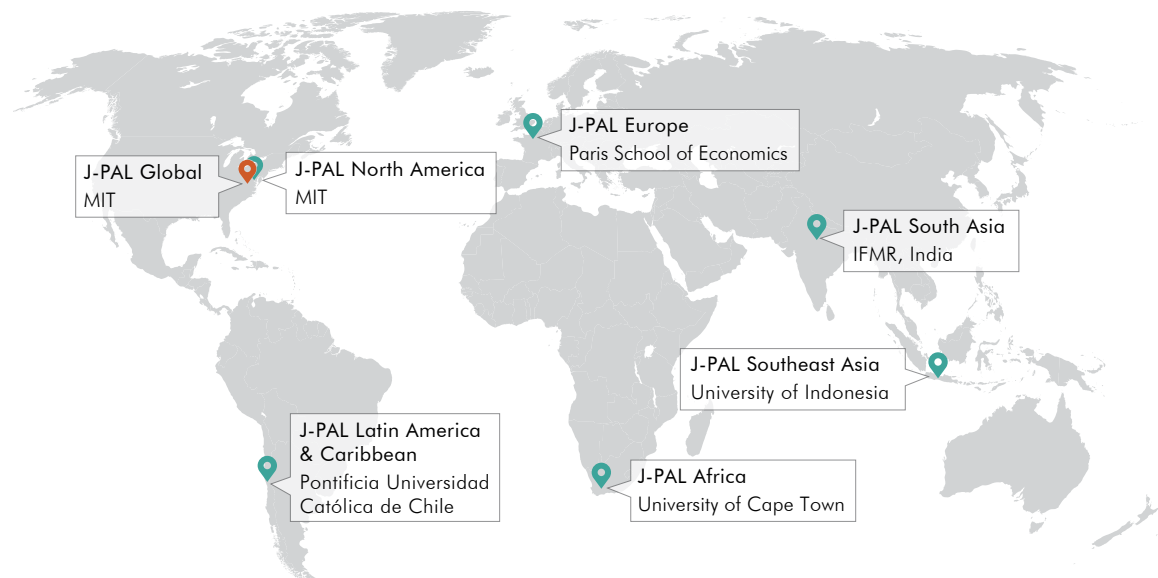 J-PAL Europe
Paris School of Economics
J-PAL Global
MIT
J-PAL North America
MIT
J-PAL South Asia
IFMR, India
J-PAL Southeast Asia
University of Indonesia
J-PAL Latin America
& Caribbean
Pontificia Universidad
Católica de Chile
J-PAL Africa
University of Cape Town